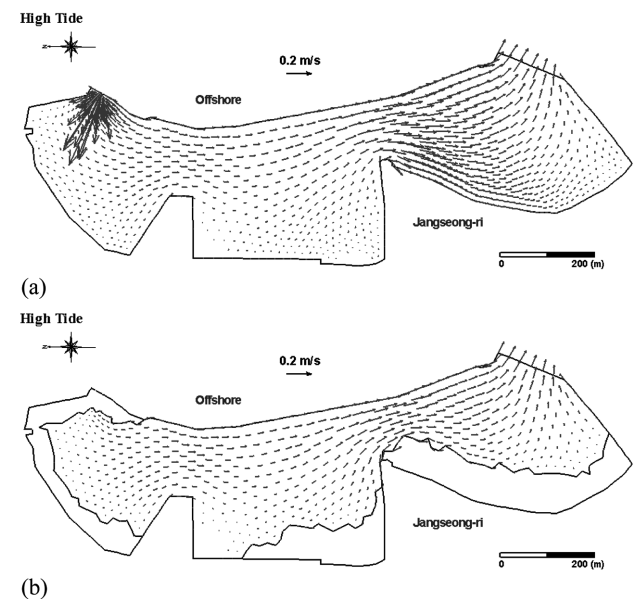 High Tide
z
0.2 m/s
Offshore
Jangseong-ri
0 200 (m)
(a)
High Tide
z
0.2 m/s
Offshore
Jangseong-ri
0 200 (m)
(b)